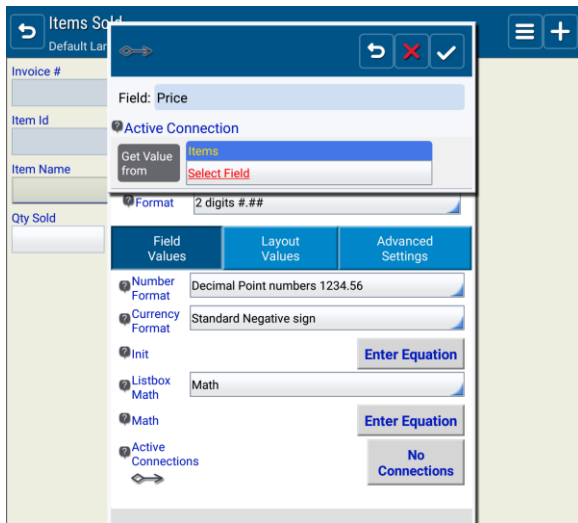 Items So
Default Lar
Invoice #
Item Id
Item Name
Qty Sold
Field: Price
Active Connection
Get Value
from
Items
Select Field
Format
2 digits #.##
Field
Values
Layout
Values
Advanced
Settings
Number
Format
Decimal Point numbers 1234.56
Currency
Format
Standard Negative sign
Init
Enter Equation
Listbox
Math
Math
Math
Enter Equation
Active
Connections
No
Connections